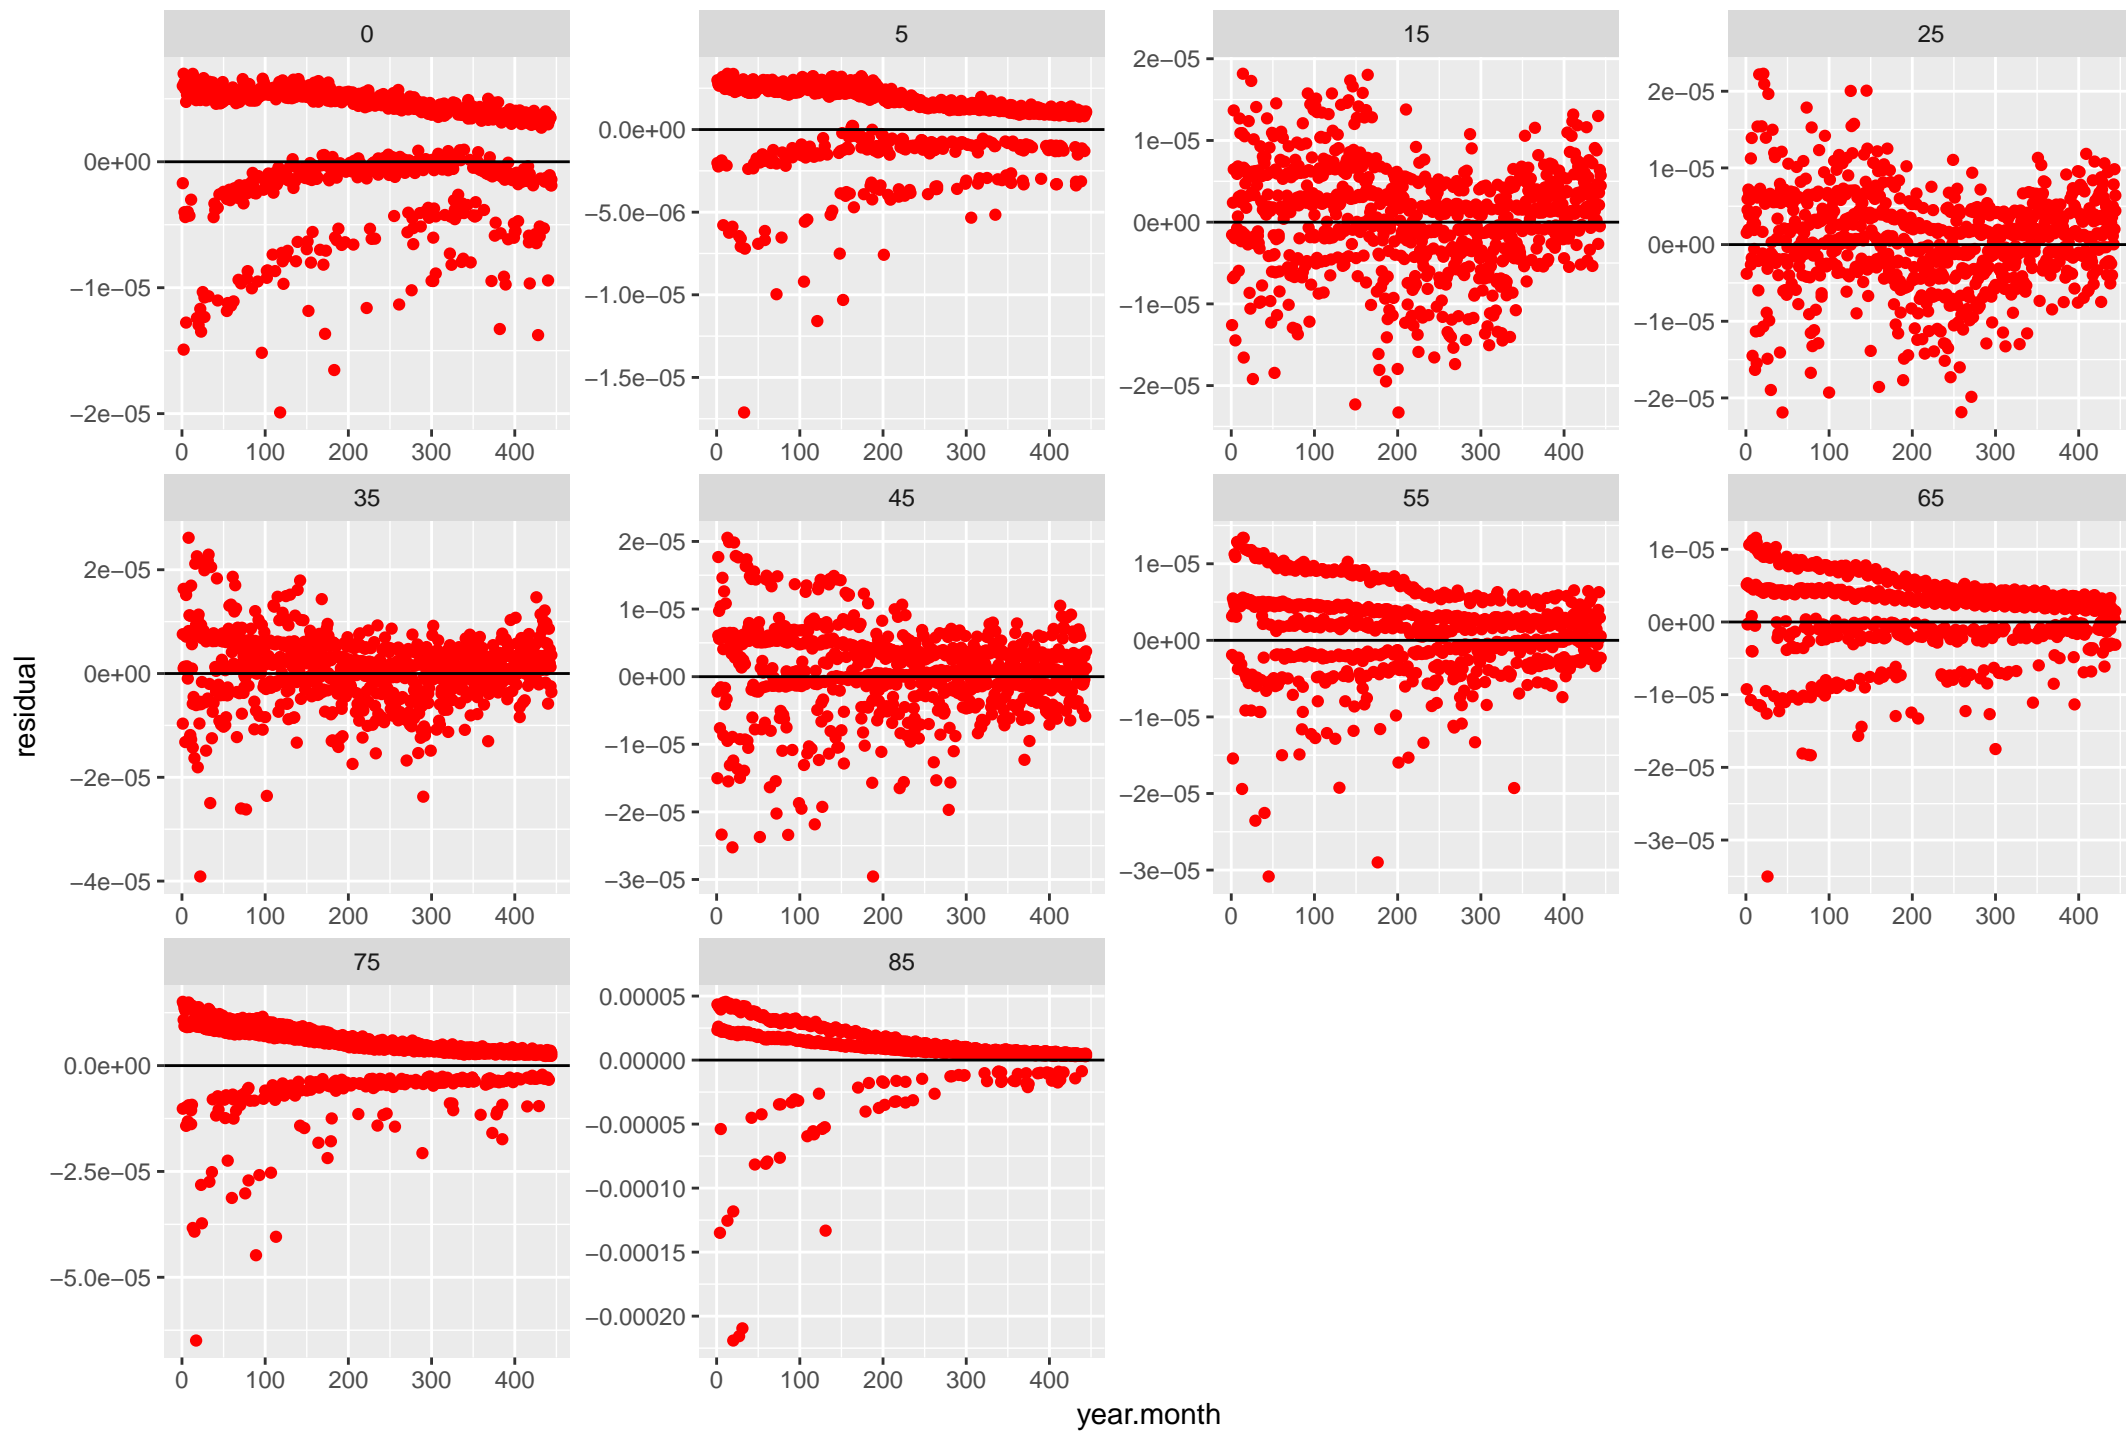 0 5 15 25
0e+00
−1e−05
−2e−05
0.0e+00
−5.0e−06
−1.0e−05
−1.5e−05
2e−05
1e−05
0e+00
−1e−05
−2e−05
2e−05
1e−05
0e+00
−1e−05
−2e−05
0 100 200 300 400 0 100 200 300 400 0 100 200 300 400 0 100 200 300 400
35 45 55 65
2e−05
0e+00
−2e−05
−4e−05
2e−05
1e−05
0e+00
−1e−05
−2e−05
−3e−05
1e−05
0e+00
−1e−05
−2e−05
−3e−05
1e−05
0e+00
−1e−05
−2e−05
−3e−05
0 100 200 300 400 0 100 200 300 400 0 100 200 300 400 0 100 200 300 400
75 85
0.0e+00
−2.5e−05
−5.0e−05
0.00005
0.00000
−0.00005
−0.00010
−0.00015
−0.00020
0 100 200 300 400 0 100 200 300 400
residual
year.month